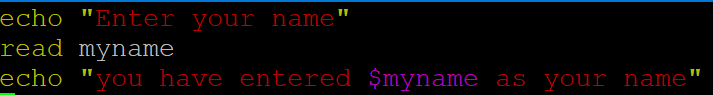 echo "Enter your name"
read myname
echo "you have entered $myname as your name"